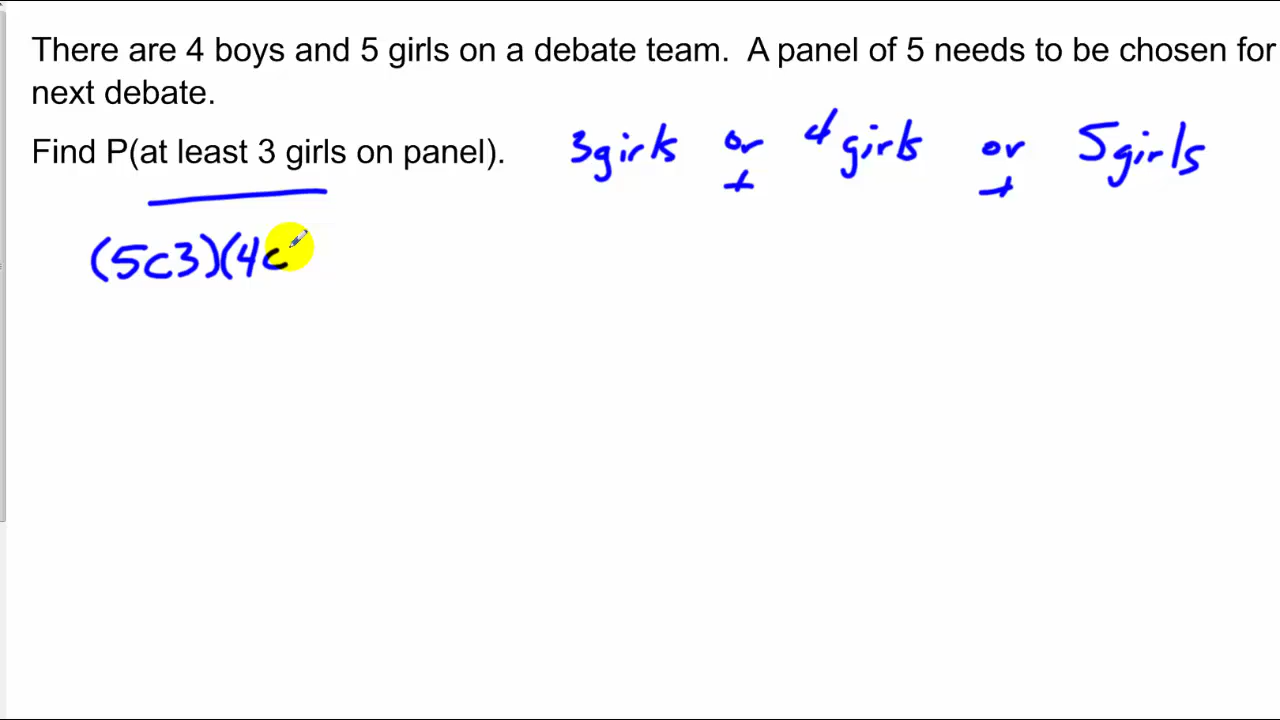 There are 4 boys and 5 girls on a debate team. A panel of 5 needs to be chosen for
next debate.
Find P(at least 3 girls on panel). 3girls or 4 girls or 5girls
+ +
(5C3)(4C